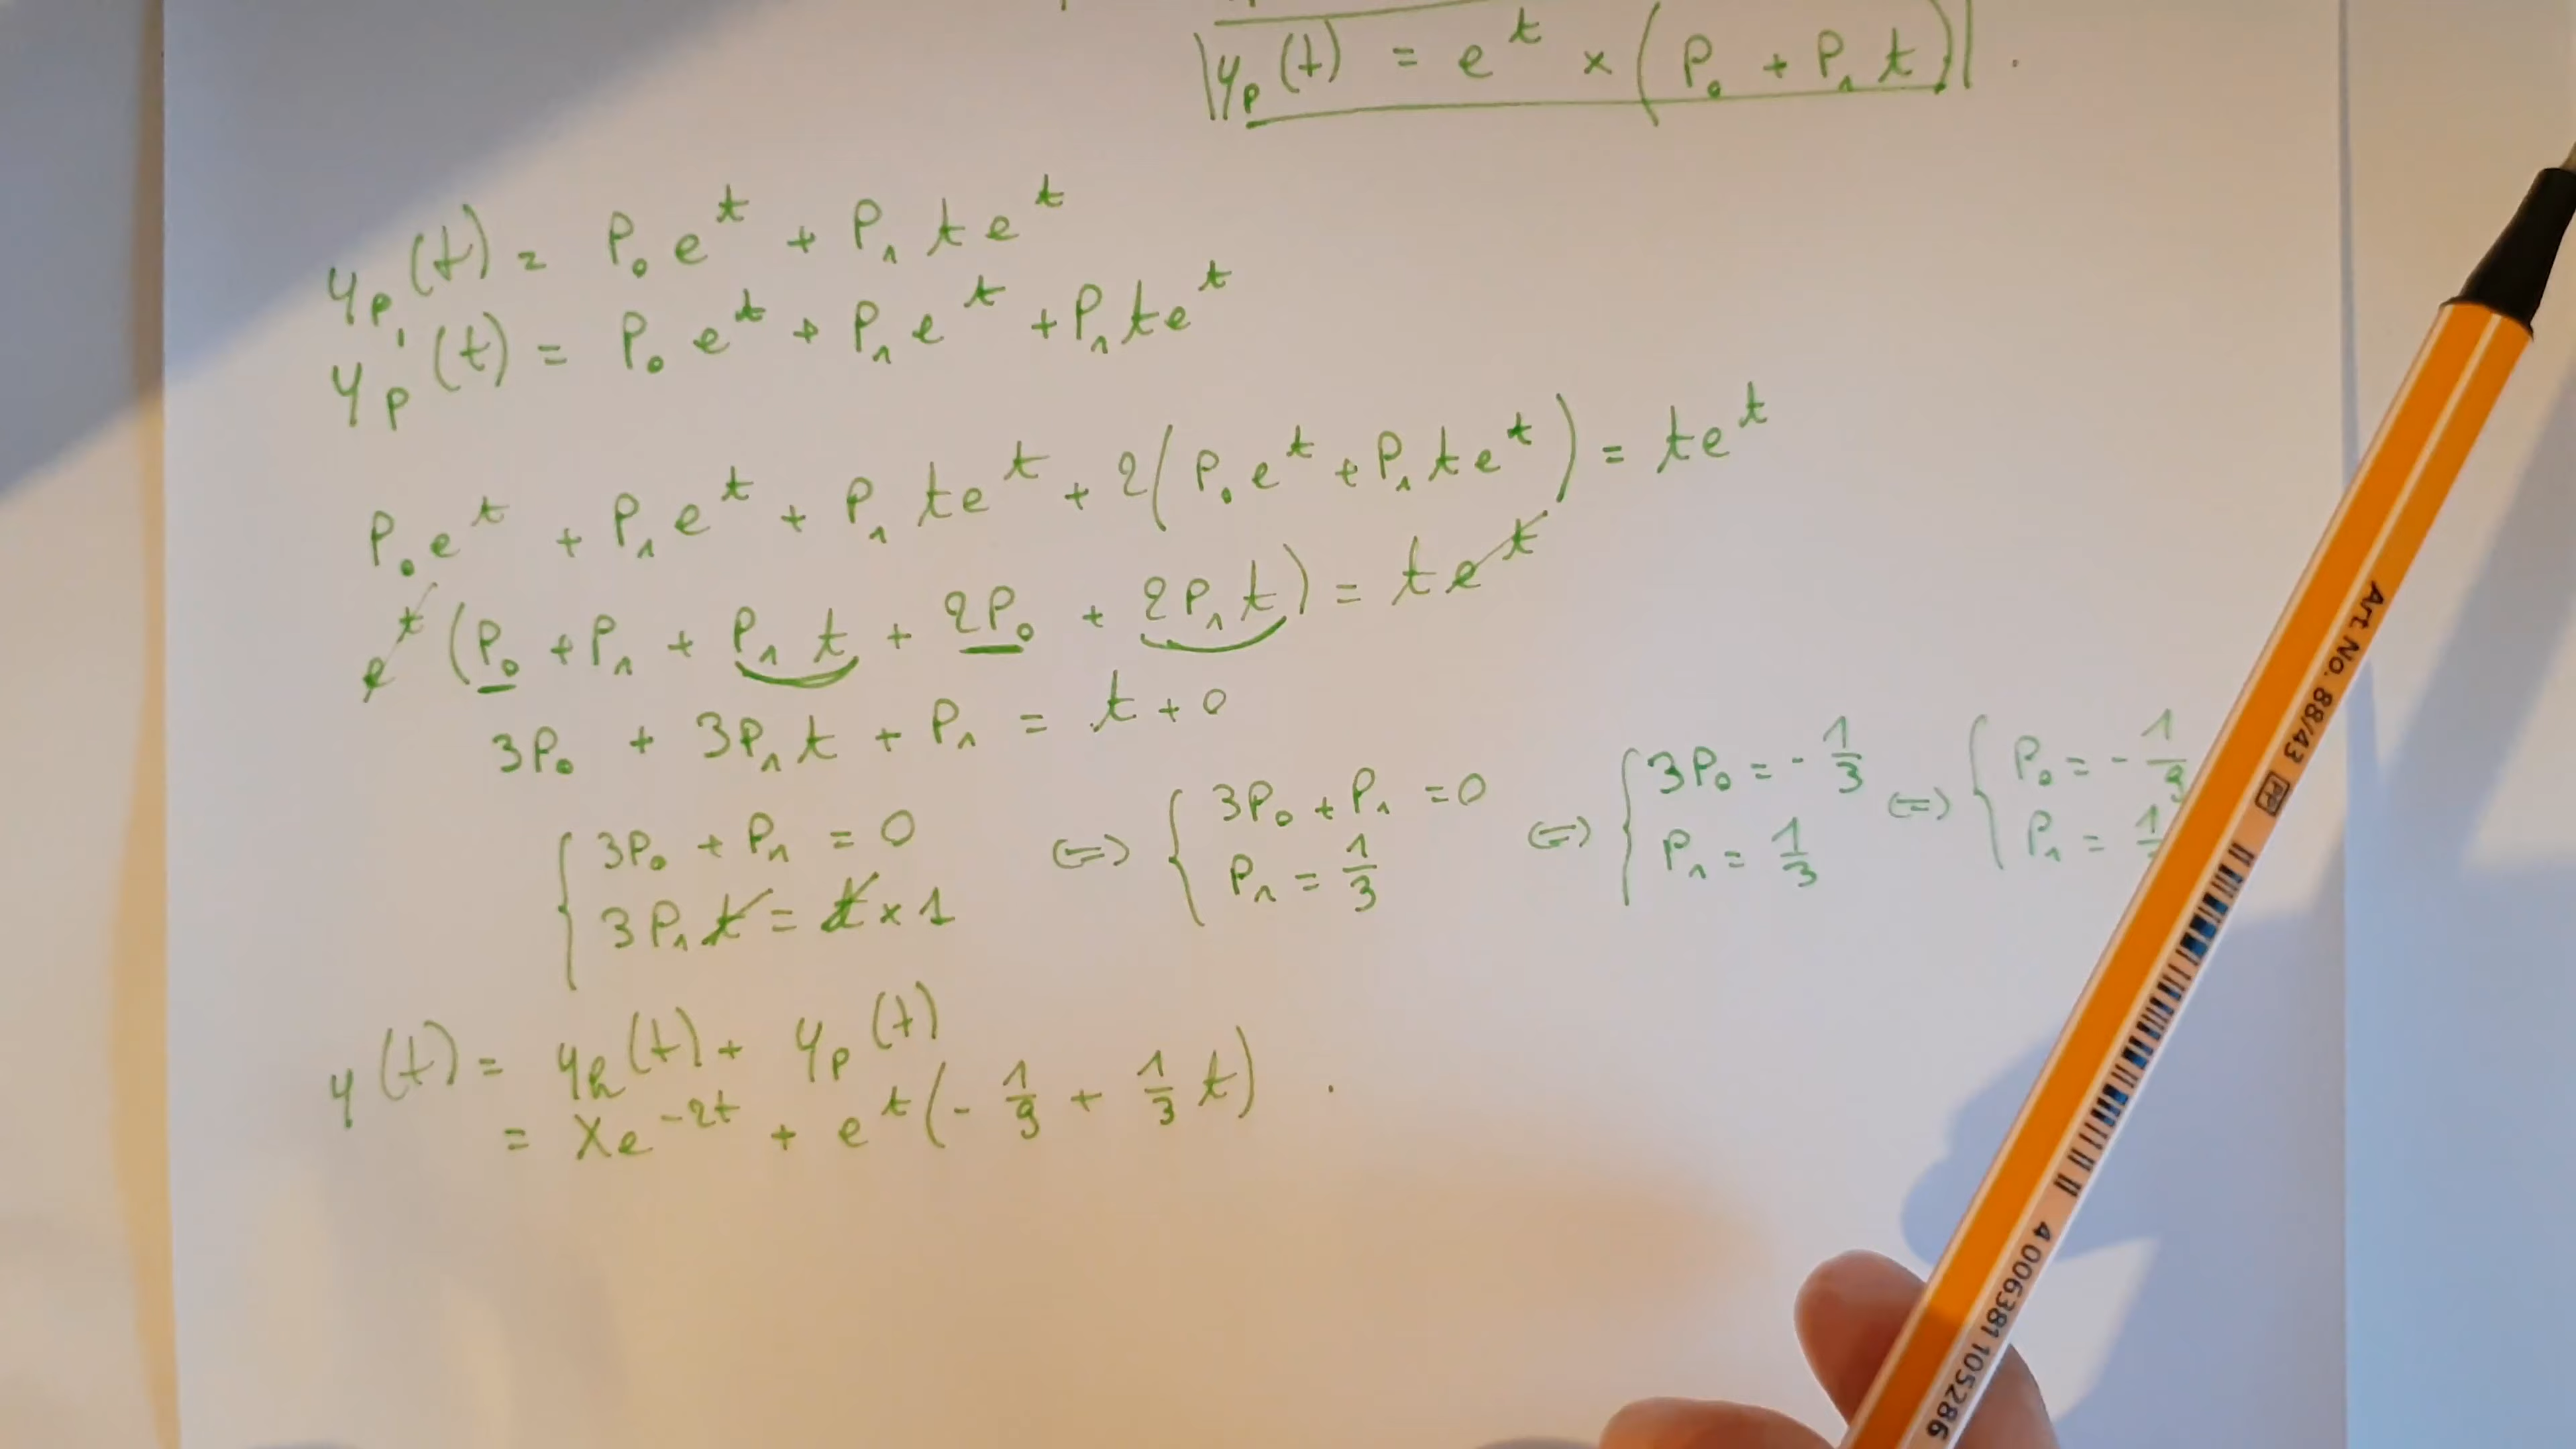 y_p(t) = e^t × (P_0 + P_1 t) .
y_p(t) = P_0 e^t + P_1 t e^t
y_p'(t) = P_0 e^t + P_1 e^t + P_1 t e^t
P_0 e^t + P_1 e^t + P_1 t e^t + 2(P_0 e^t + P_1 t e^t) = t e^t
e^t (P_0 + P_1 + P_1 t + 2P_0 + 2P_1 t) = t e^t
3P_0 + 3P_1 t + P_1 = t + 0
{ 3P_0 + P_1 = 0 ⇔ { 3P_0 + P_1 = 0 ⇔ { 3P_0 = - 1/3 ⇔ { P_0 = - 1/9
3P_1 t = t × 1 P_1 = 1/3 P_1 = 1/3 P_1 =
y(t) = y_h(t) + y_p(t)
= λe^-2t + e^t(- 1/9 + 1/3 t) .
Art No. 88/43 PP
4 006381 105286